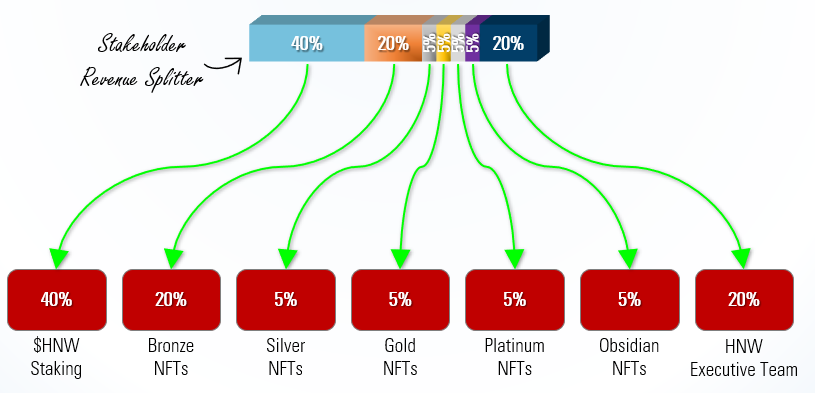 Stakeholder
Revenue Splitter
40% 20% 5% 5% 5% 5% 20%
40% 20% 5% 5% 5% 5% 20%
$HNW Staking
Bronze NFTs
Silver NFTs
Gold NFTs
Platinum NFTs
Obsidian NFTs
HNW Executive Team